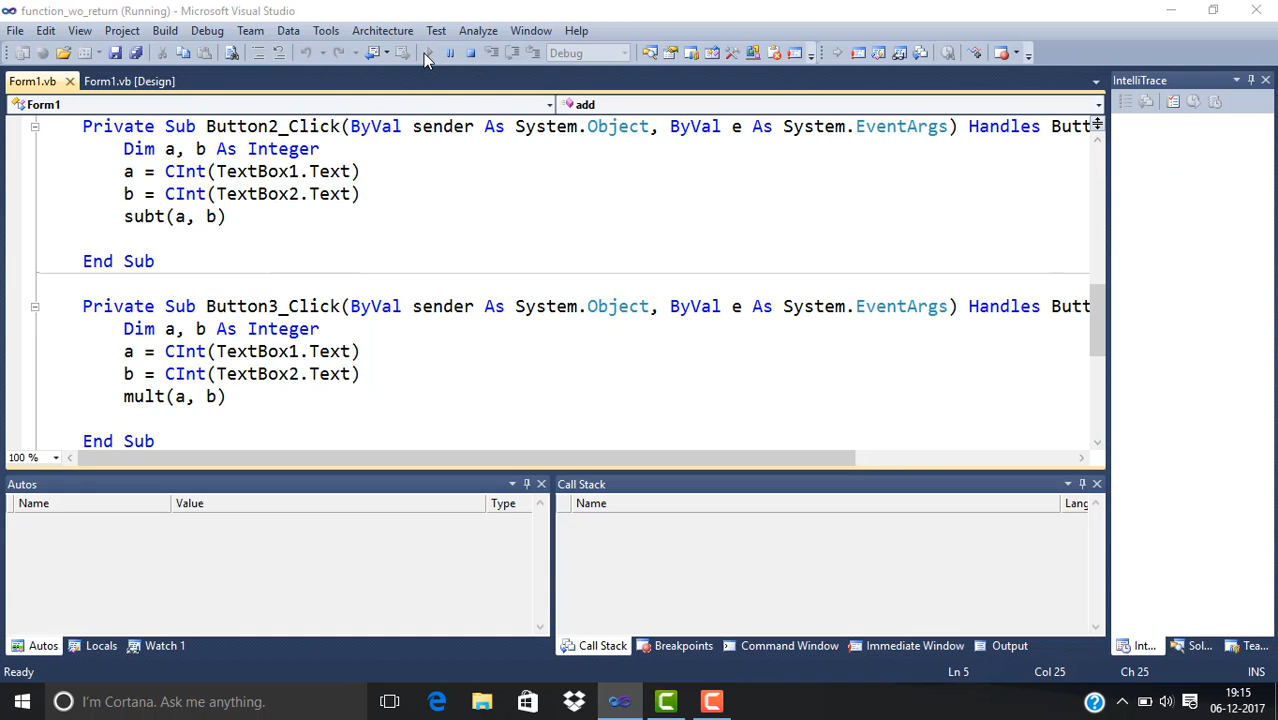 function_wo_return (Running) - Microsoft Visual Studio
File Edit View Project Build Debug Team Data Tools Architecture Test Analyze Window Help
Debug
Form1.vb Form1.vb [Design] IntelliTrace
Form1 add
Private Sub Button2_Click(ByVal sender As System.Object, ByVal e As System.EventArgs) Handles Butt
Dim a, b As Integer
a = CInt(TextBox1.Text)
b = CInt(TextBox2.Text)
subt(a, b)
End Sub
Private Sub Button3_Click(ByVal sender As System.Object, ByVal e As System.EventArgs) Handles Butt
Dim a, b As Integer
a = CInt(TextBox1.Text)
b = CInt(TextBox2.Text)
mult(a, b)
End Sub
100 %
Autos Call Stack
Name Value Type Name Lang
Autos Locals Watch 1 Call Stack Breakpoints Command Window Immediate Window Output Int... Sol... Tea...
Ready Ln 5 Col 25 Ch 25 INS
I'm Cortana. Ask me anything. 19:15
06-12-2017